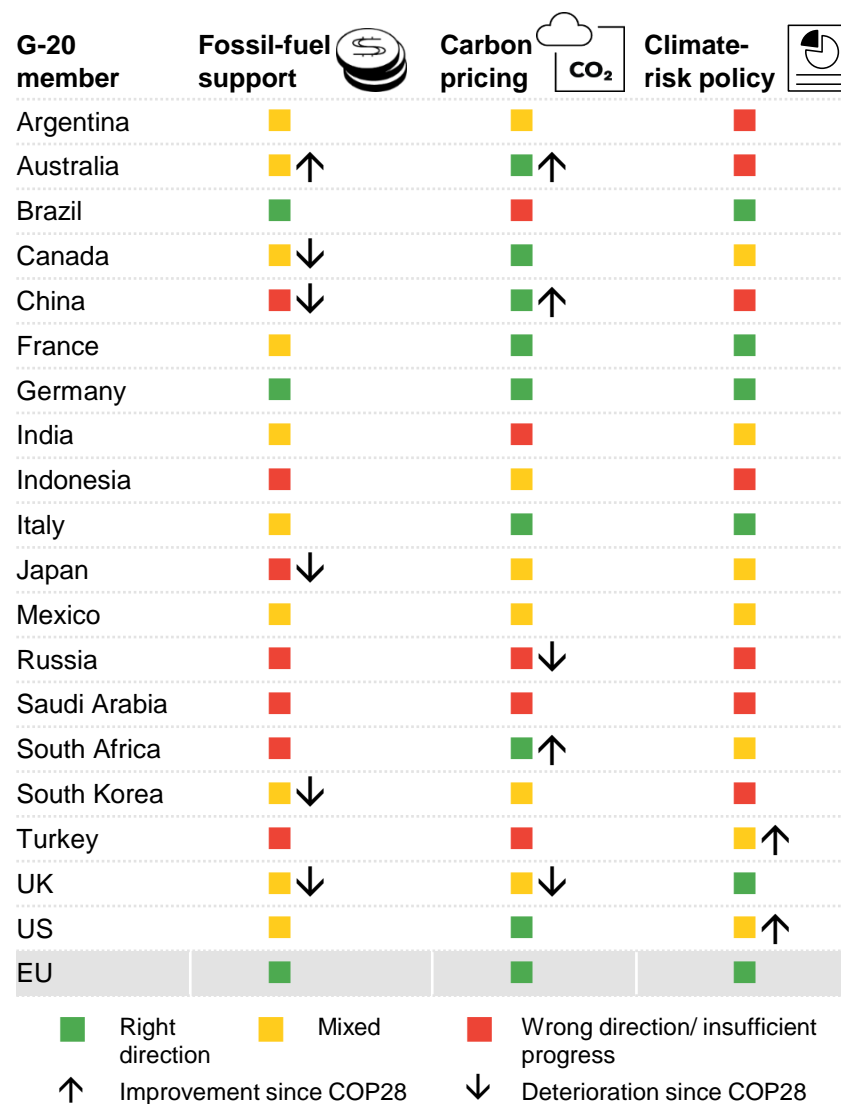 G-20 member
Fossil-fuel support
Carbon pricing
CO₂
Climate-risk policy
Argentina
Australia
Brazil
Canada
China
France
Germany
India
Indonesia
Italy
Japan
Mexico
Russia
Saudi Arabia
South Africa
South Korea
Turkey
UK
US
EU
Right direction
Mixed
Wrong direction/ insufficient progress
Improvement since COP28
Deterioration since COP28